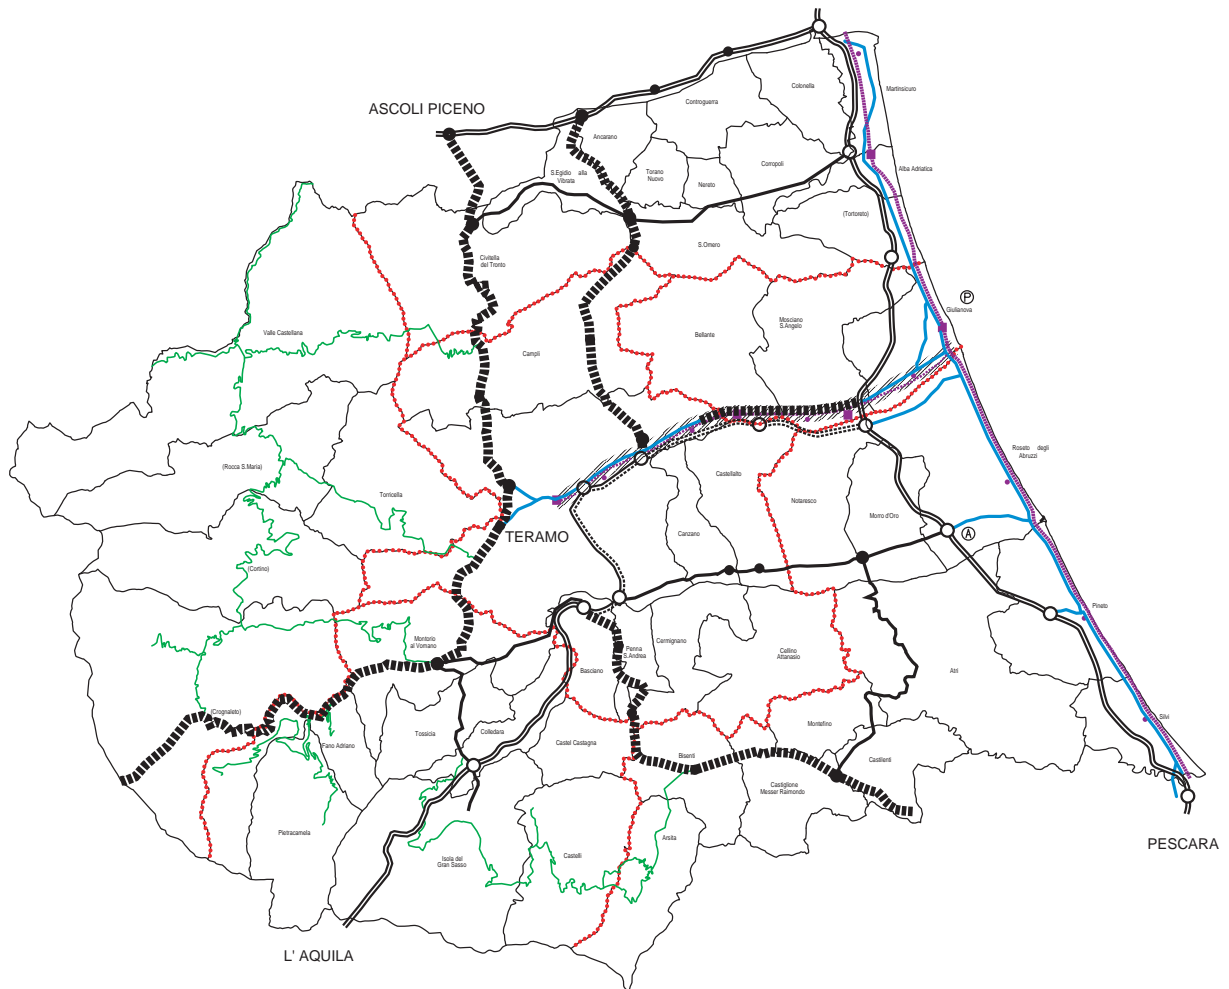 Colonella
Martinsicuro
ASCOLI PICENO
Controguerra
Ancarano
Corropoli
Alba Adriatica
S.Egidio alla
Vibrata
Torano
Nuovo
Nereto
(Tortoreto)
S.Omero
Civitella
del Tronto
P
Giulianova
Valle Castellana
Mosciano
S.Angelo
Bellante
Campli
Roseto degli
Abruzzi
(Rocca S.Maria)
Castellalto
Torricella
Notaresco
Morro d'Oro
TERAMO
Canzano
A
(Cortino)
Pineto
Montorio
al Vomano
Penna
S.Andrea
Cermignano
Cellino
Attanasio
Basciano
Atri
(Crognaleto)
Silvi
Tossicia
Colledara
Montefino
Fano Adriano
Castel Castagna
Bisenti
Castilenti
Castiglione
Messer Raimondo
Pietracamela
Arsita
PESCARA
Isola del
Gran Sasso
Castelli
L' AQUILA